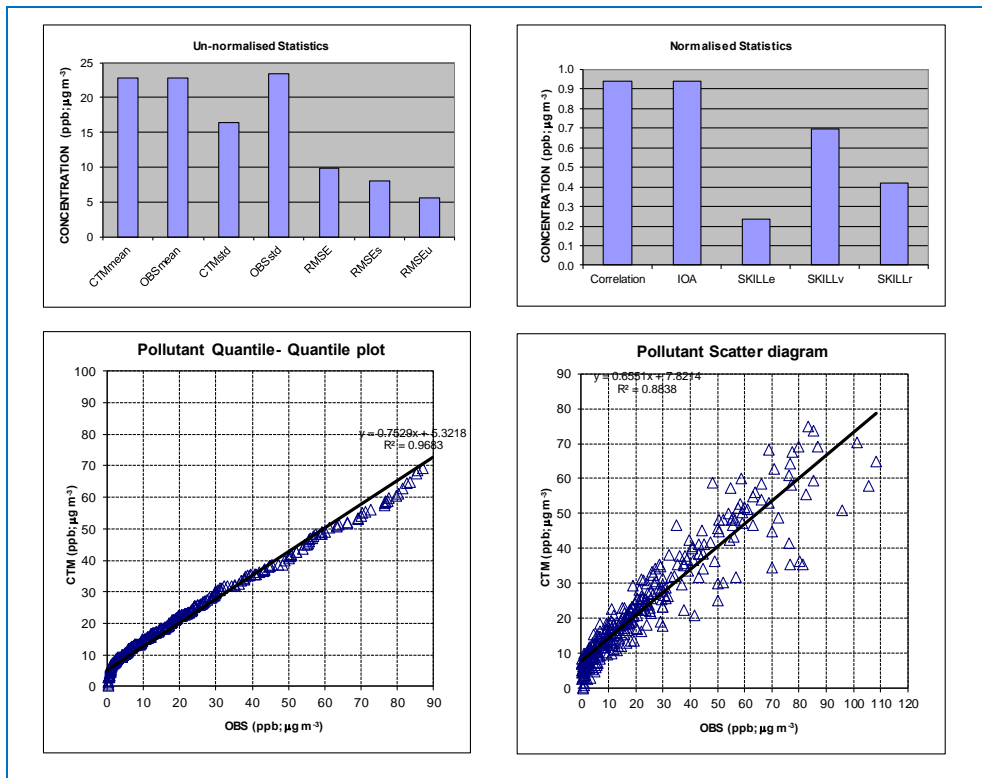 Un-normalised Statistics
CONCENTRATION (ppb; µg m-3)
25
20
15
10
5
0
CTMmean
OBSmean
CTMstd
OBSstd
RMSE
RMSEs
RMSEu
Normalised Statistics
CONCENTRATION (ppb; µg m-3)
1.0
0.9
0.8
0.7
0.6
0.5
0.4
0.3
0.2
0.1
0.0
Correlation IOA SKILLe SKILLv SKILLr
Pollutant Quantile- Quantile plot
y = 0.7529x + 5.3218
R² = 0.9683
CTM (ppb; µg m-3)
100
90
80
70
60
50
40
30
20
10
0
0 10 20 30 40 50 60 70 80 90
OBS (ppb; µg m-3)
Pollutant Scatter diagram
y = 0.6551x + 7.8214
R² = 0.8838
CTM (ppb; µg m-3)
90
80
70
60
50
40
30
20
10
0
0 10 20 30 40 50 60 70 80 90 100 110 120
OBS (ppb; µg m-3)